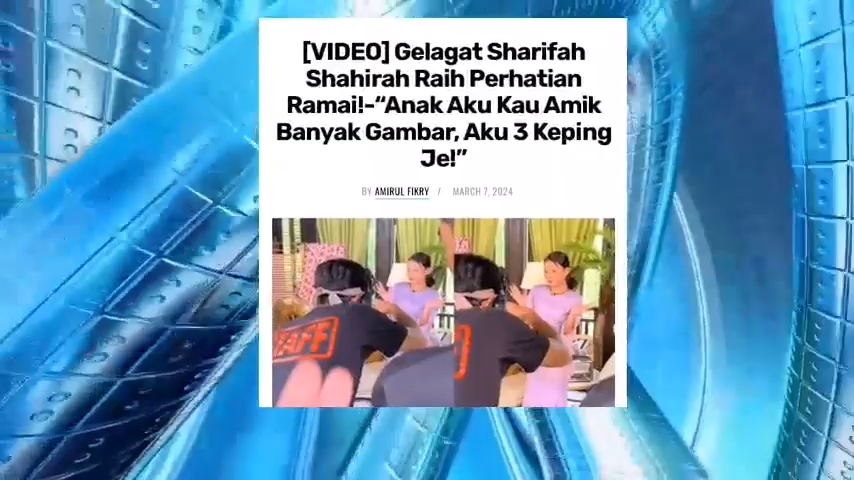 [VIDEO] Gelagat Sharifah
Shahirah Raih Perhatian
Ramai!-“Anak Aku Kau Amik
Banyak Gambar, Aku 3 Keping
Je!”
BY AMIRUL FIKRY / MARCH 7, 2024